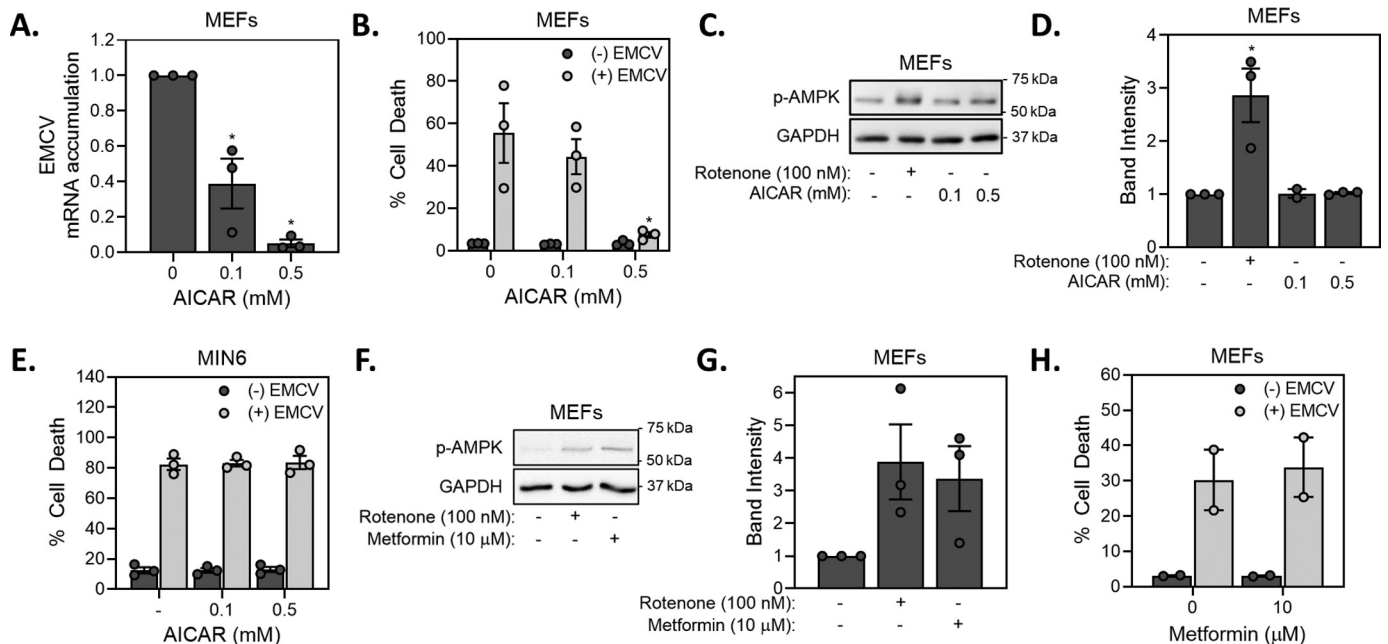 A.
MEFs
EMCV
mRNA accumulation
1.2
1.0
0.8
0.6
0.4
0.2
0.0
*
*
0 0.1 0.5
AICAR (mM)
B.
MEFs
(-) EMCV
(+) EMCV
% Cell Death
100
80
60
40
20
0
*
0 0.1 0.5
AICAR (mM)
C.
MEFs
p-AMPK
GAPDH
- 75 kDa
- 50 kDa
- 37 kDa
Rotenone (100 nM): - + - -
AICAR (mM): - - 0.1 0.5
D.
MEFs
Band Intensity
4
3
2
1
0
*
Rotenone (100 nM): - + - -
AICAR (mM): - - 0.1 0.5
E.
MIN6
(-) EMCV
(+) EMCV
% Cell Death
140
120
100
80
60
40
20
0
- 0.1 0.5
AICAR (mM)
F.
MEFs
p-AMPK
GAPDH
- 75 kDa
- 50 kDa
- 37 kDa
Rotenone (100 nM): - + -
Metformin (10 μM): - - +
G.
MEFs
Band Intensity
6
5
4
3
2
1
0
Rotenone (100 nM): - + -
Metformin (10 μM): - - +
H.
MEFs
(-) EMCV
(+) EMCV
% Cell Death
60
50
40
30
20
10
0
0 10
Metformin (μM)